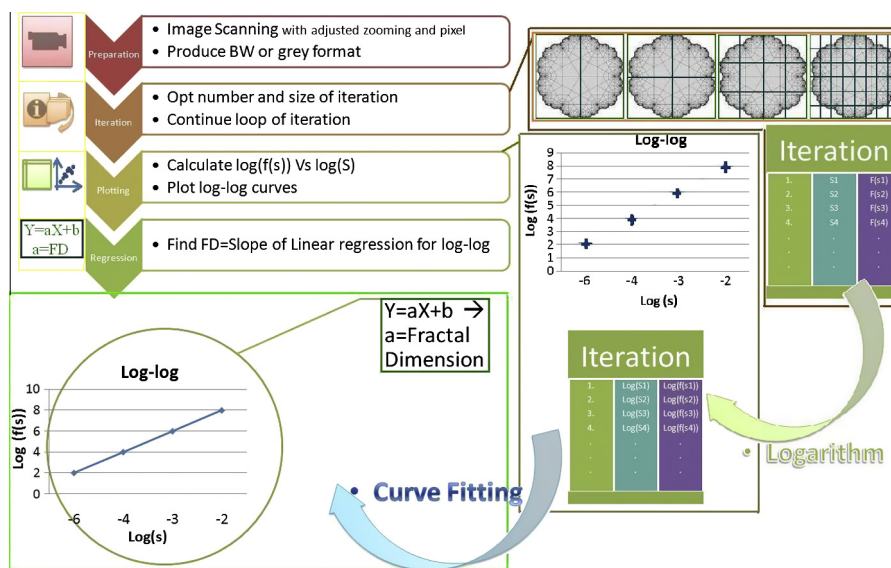 • Image Scanning with adjusted zooming and pixel
• Produce BW or grey format
Preparation
• Opt number and size of iteration
• Continue loop of iteration
Iteration
• Calculate log(f(s)) Vs log(S)
• Plot log-log curves
Plotting
Y=aX+b
a=FD
• Find FD=Slope of Linear regression for log-log
Regression
Log-log
Log (f(s))
9
8
7
6
5
4
3
2
1
0
-6 -4 -3 -2
Log (s)
Iteration
1. S1 F(s1)
2. S2 F(s2)
3. S3 F(s3)
4. S4 F(s4)
. . .
. . .
. . .
• Logarithm
Iteration
1. Log(S1) Log(f(s1))
2. Log(S2) Log(f(s2))
3. Log(S3) Log(f(s3))
4. Log(S4) Log(f(s4))
. . .
. . .
. . .
• Curve Fitting
Y=aX+b →
a=Fractal
Dimension
Log-log
Log (f(s))
10
8
6
4
2
0
-6 -4 -3 -2
Log(s)